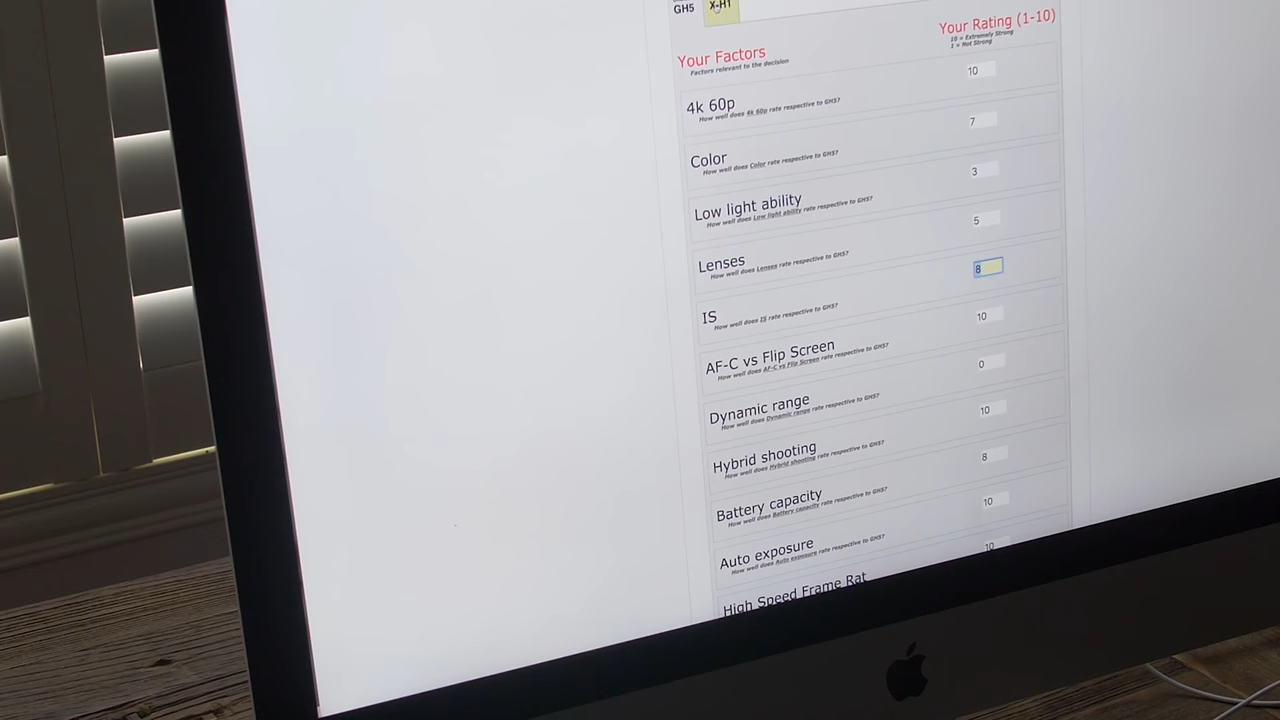 GH5 X-H1
Your Factors
Factors relevant to the decision
Your Rating (1-10)
10 = Extremely Strong
1 = Not Strong
4k 60p
How well does 4k 60p rate respective to GH5?
10
Color
How well does Color rate respective to GH5?
7
Low light ability
How well does Low light ability rate respective to GH5?
3
Lenses
How well does Lenses rate respective to GH5?
5
IS
How well does IS rate respective to GH5?
8
AF-C vs Flip Screen
How well does AF-C vs Flip Screen rate respective to GH5?
10
Dynamic range
How well does Dynamic range rate respective to GH5?
0
Hybrid shooting
How well does Hybrid shooting rate respective to GH5?
10
Battery capacity
How well does Battery capacity rate respective to GH5?
8
Auto exposure
How well does Auto exposure rate respective to GH5?
10
High Speed Frame Rat
10